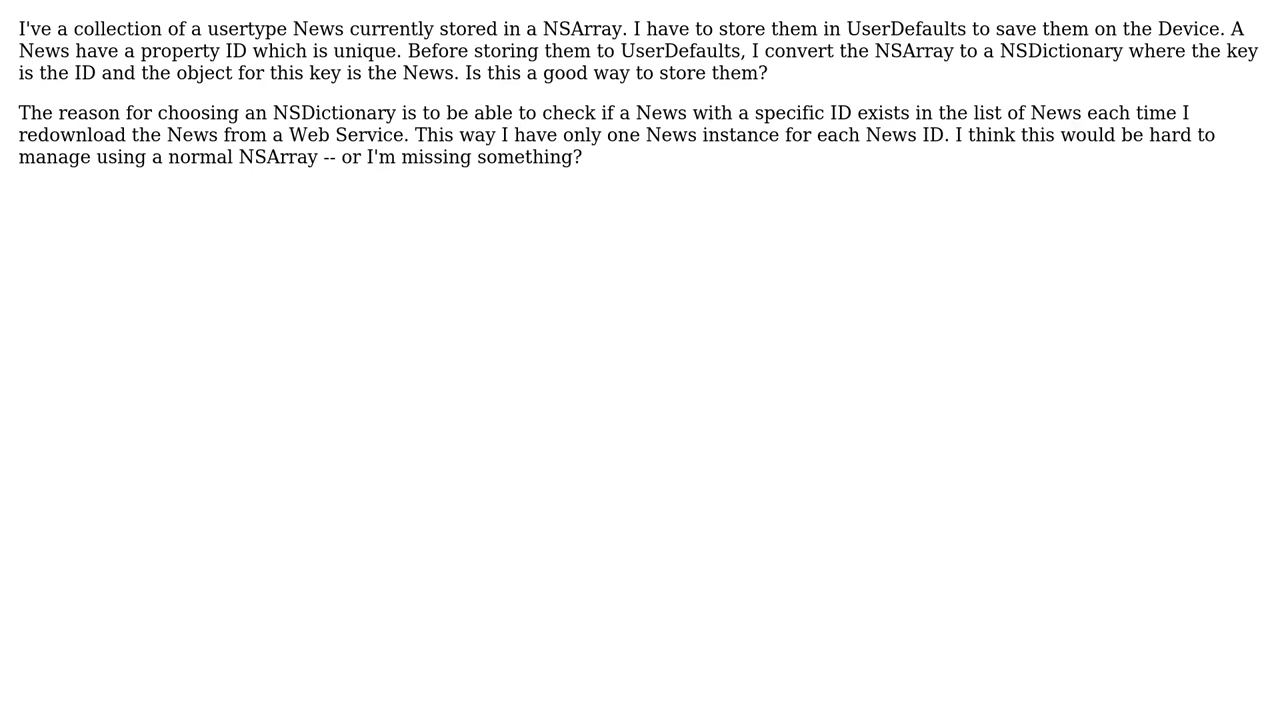 I've a collection of a usertype News currently stored in a NSArray. I have to store them in UserDefaults to save them on the Device. A
News have a property ID which is unique. Before storing them to UserDefaults, I convert the NSArray to a NSDictionary where the key
is the ID and the object for this key is the News. Is this a good way to store them?
The reason for choosing an NSDictionary is to be able to check if a News with a specific ID exists in the list of News each time I
redownload the News from a Web Service. This way I have only one News instance for each News ID. I think this would be hard to
manage using a normal NSArray -- or I'm missing something?